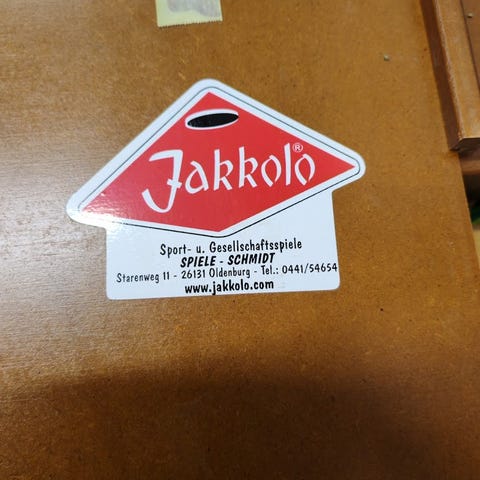 Jakkolo®
Sport- u. Gesellschaftsspiele
SPIELE - SCHMIDT
Starenweg 11 - 26131 Oldenburg - Tel.: 0441/54654
www.jakkolo.com